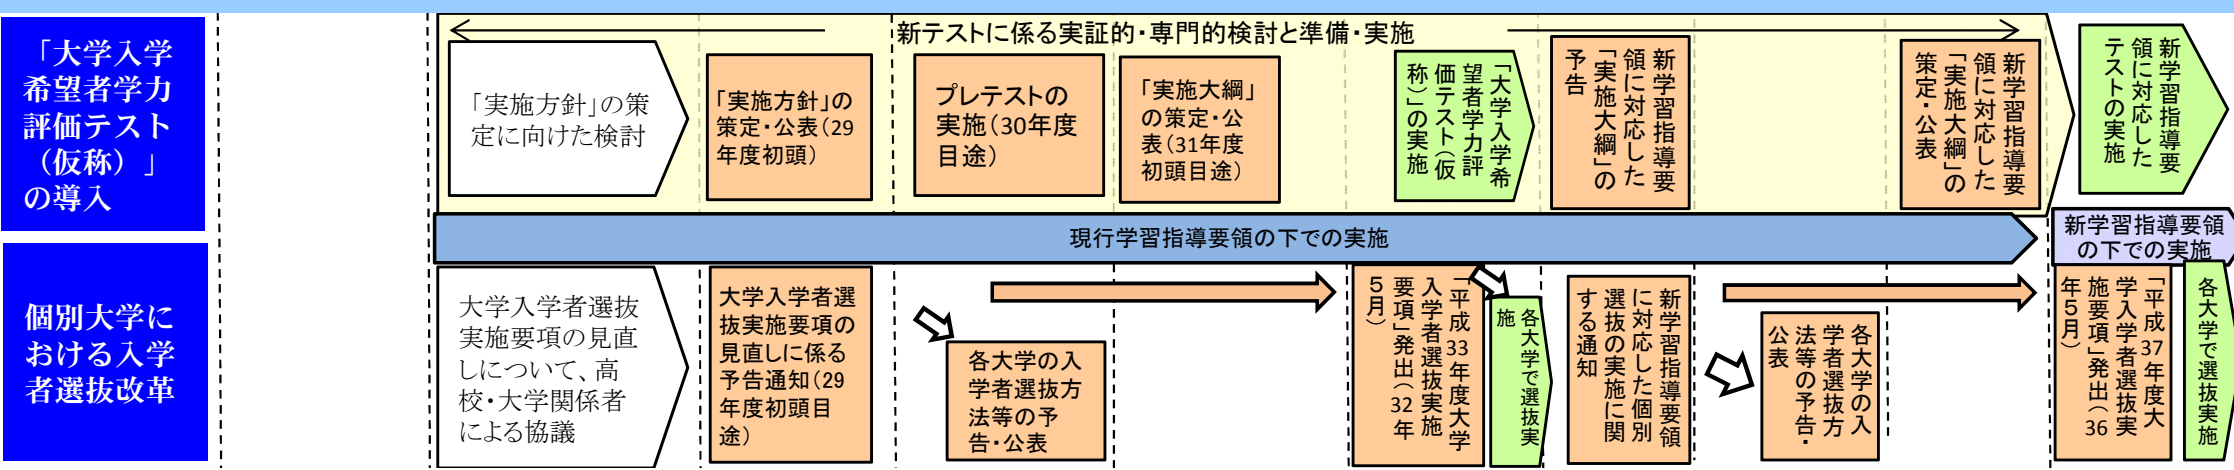 「大学入学
希望者学力
評価テスト
（仮称）」
の導入
新テストに係る実証的・専門的検討と準備・実施
「実施方針」の策
定に向けた検討
「実施方針」の
策定・公表（29
年度初頭）
プレテストの
実施（30年度
目途）
「実施大綱」
の策定・公
表（31年度
初頭目途）
「大学入学希
望者学力評
価テスト（仮
称）」の実施
新学習指導要
領に対応した
「実施大綱」の
予告
新学習指導要
領に対応した
「実施大綱」の
策定・公表
新学習指導要
領に対応した
テストの実施
現行学習指導要領の下での実施
新学習指導要領
の下での実施
個別大学に
おける入学
者選抜改革
大学入学者選抜
実施要項の見直
しについて、高
校・大学関係者
による協議
大学入学者選
抜実施要項の
見直しに係る
予告通知（29
年度初頭目
途）
各大学の入
学者選抜方
法等の予
告・公表
「平成33年度大学
入学者選抜実施
要項」発出（32年
５月）
各大学で選抜実
施
新学習指導要領
に対応した個別
選抜の実施に関
する通知
各大学の入
学者選抜方
法等の予告・
公表
「平成37年度大
学入学者選抜実
施要項」発出（36
年５月）
各大学で選抜実施